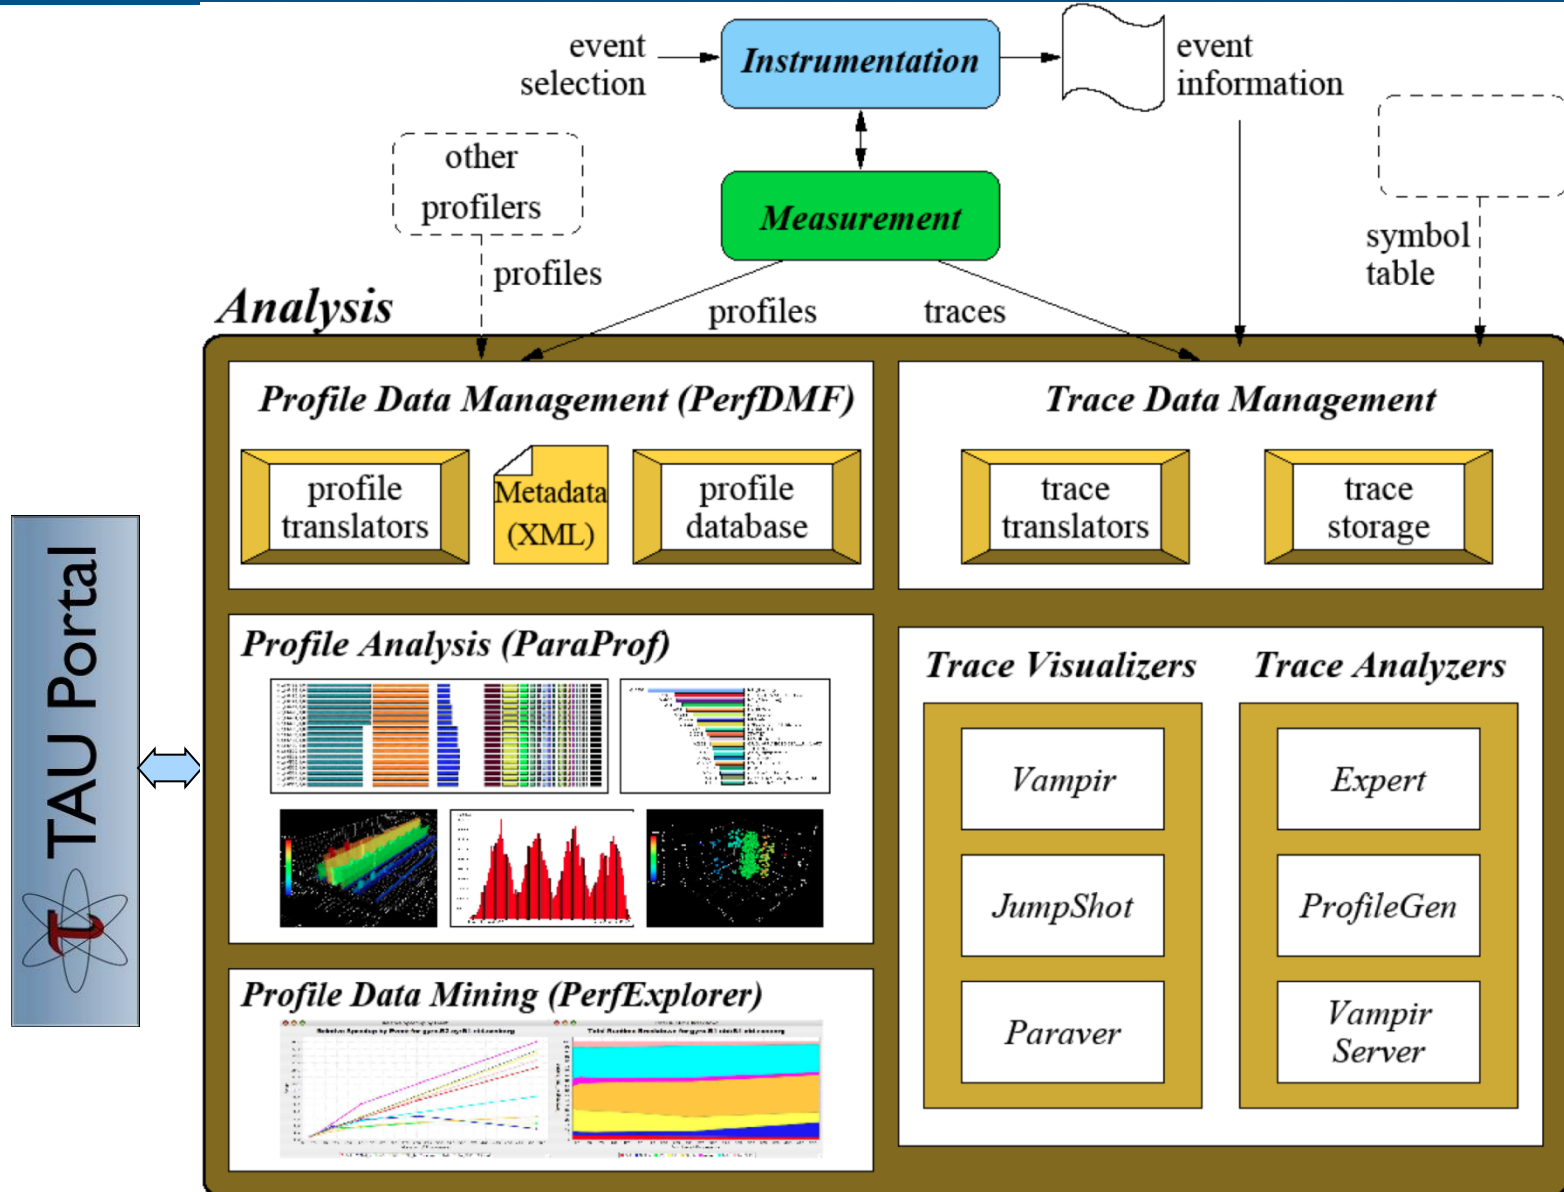 event
selection
Instrumentation
event
information
other
profilers
Measurement
symbol
table
profiles
Analysis
profiles
traces
Profile Data Management (PerfDMF)
Trace Data Management
profile
translators
Metadata
(XML)
profile
database
trace
translators
trace
storage
TAU Portal
Profile Analysis (ParaProf)
Trace Visualizers
Trace Analyzers
Vampir
Expert
JumpShot
ProfileGen
Paraver
Vampir
Server
Profile Data Mining (PerfExplorer)